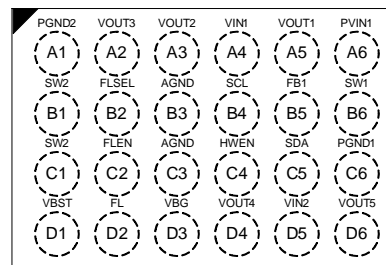 PGND2 VOUT3 VOUT2 VIN1 VOUT1 PVIN1
A1 A2 A3 A4 A5 A6
SW2 FLSEL AGND SCL FB1 SW1
B1 B2 B3 B4 B5 B6
SW2 FLEN AGND HWEN SDA PGND1
C1 C2 C3 C4 C5 C6
VBST FL VBG VOUT4 VIN2 VOUT5
D1 D2 D3 D4 D5 D6